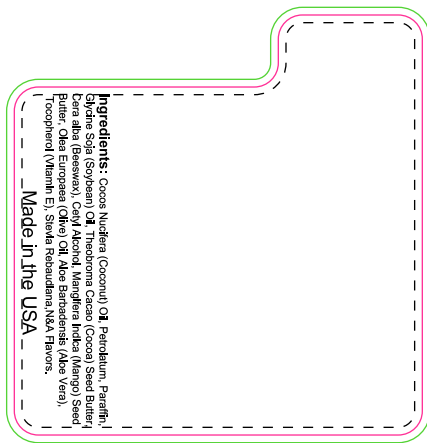 Ingredients: Cocos Nucifera (Coconut) Oil, Petrolatum, Paraffin,
Glycine Soja (Soybean) Oil, Theobroma Cacao (Cocoa) Seed Butter,
Cera alba (Beeswax), Cetyl Alcohol, Mangifera Indica (Mango) Seed
Butter, Olea Europaea (Olive) Oil, Aloe Barbadensis (Aloe Vera),
Tocopherol (Vitamin E), Stevia Rebaudiana,N&A Flavors.
Made in the USA